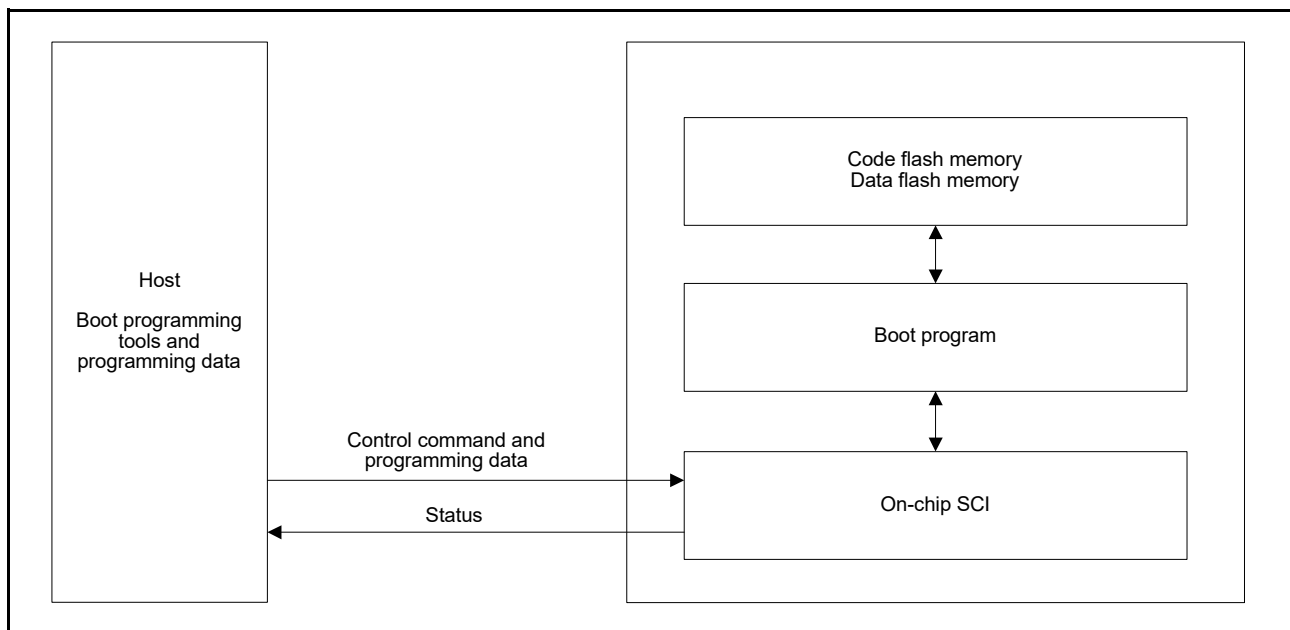 Host
Boot programming
tools and
programming data
Control command and
programming data
Status
Code flash memory
Data flash memory
Boot program
On-chip SCI